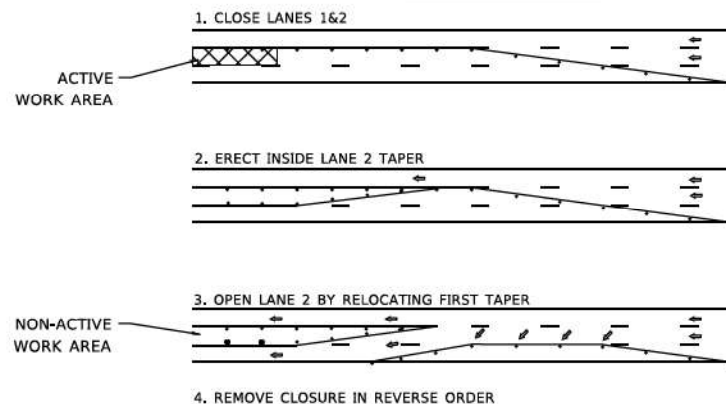 1. CLOSE LANES 1&2
ACTIVE
WORK AREA
2. ERECT INSIDE LANE 2 TAPER
3. OPEN LANE 2 BY RELOCATING FIRST TAPER
NON-ACTIVE
WORK AREA
4. REMOVE CLOSURE IN REVERSE ORDER